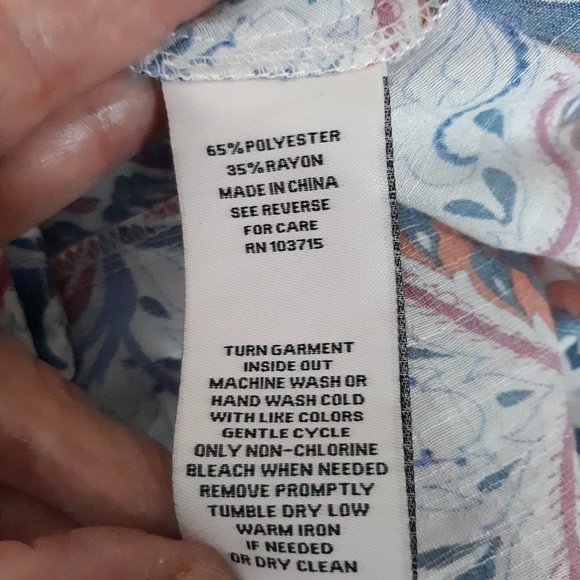 65% POLYESTER
35% RAYON
MADE IN CHINA
SEE REVERSE
FOR CARE
RN 103715
TURN GARMENT
INSIDE OUT
MACHINE WASH OR
HAND WASH COLD
WITH LIKE COLORS
GENTLE CYCLE
ONLY NON-CHLORINE
BLEACH WHEN NEEDED
REMOVE PROMPTLY
TUMBLE DRY LOW
WARM IRON
IF NEEDED
OR DRY CLEAN